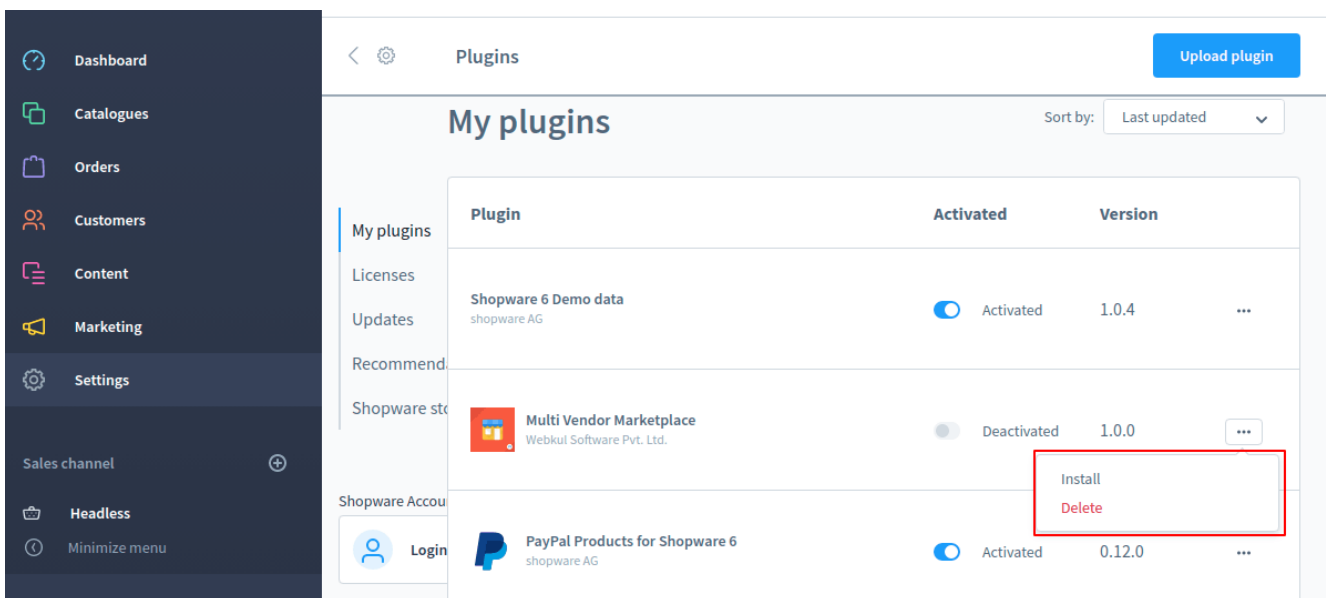 Dashboard
Catalogues
Orders
Customers
Content
Marketing
Settings
Sales channel
Headless
Minimize menu
Plugins
Upload plugin
My plugins
Sort by: Last updated
My plugins
Licenses
Updates
Recommend
Shopware sto
Shopware Accou
Login
Plugin Activated Version
Shopware 6 Demo data
shopware AG
Activated 1.0.4
Multi Vendor Marketplace
Webkul Software Pvt. Ltd.
Deactivated 1.0.0
Install
Delete
PayPal Products for Shopware 6
shopware AG
Activated 0.12.0